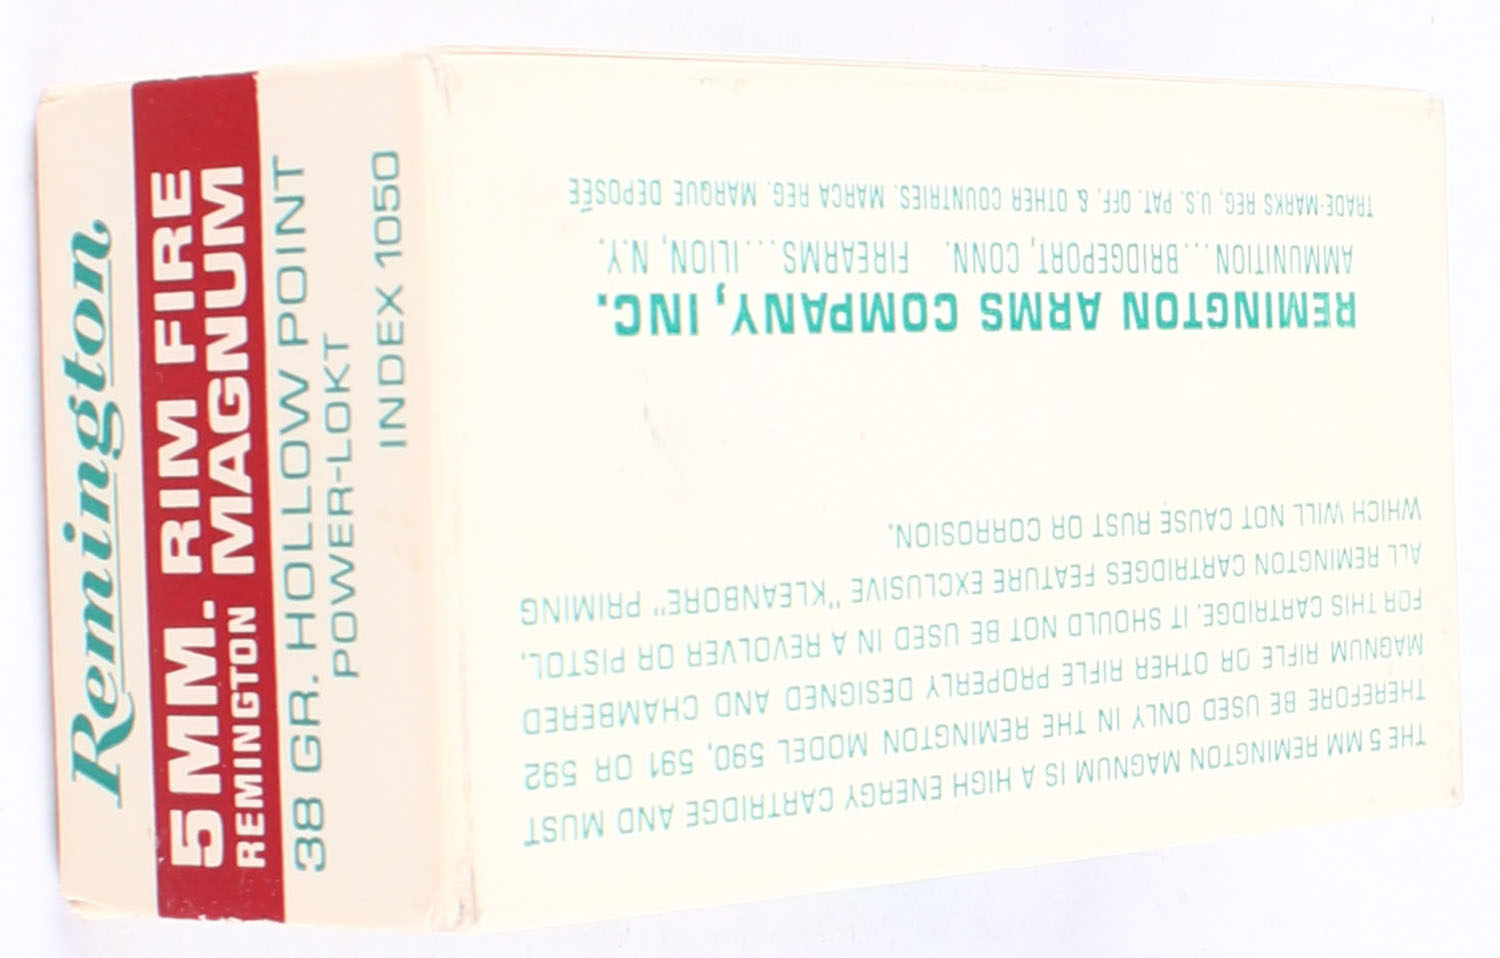 Remington
5 MM. RIM FIRE
REMINGTON MAGNUM
38 GR. HOLLOW POINT
POWER-LOKT
INDEX 1050
THE 5 MM REMINGTON MAGNUM IS A HIGH ENERGY CARTRIDGE AND MUST
THEREFORE BE USED ONLY IN THE REMINGTON MODEL 590, 591 OR 592
MAGNUM RIFLE OR OTHER RIFLE PROPERLY DESIGNED AND CHAMBERED
FOR THIS CARTRIDGE. IT SHOULD NOT BE USED IN A REVOLVER OR PISTOL.
ALL REMINGTON CARTRIDGES FEATURE EXCLUSIVE "KLEANBORE" PRIMING
WHICH WILL NOT CAUSE RUST OR CORROSION.
REMINGTON ARMS COMPANY, INC.
AMMUNITION...BRIDGEPORT, CONN. FIREARMS...ILION, N.Y.
TRADE-MARKS REG. U.S. PAT. OFF. & OTHER COUNTRIES. MARCA REG. MARQUE DEPOSÉE